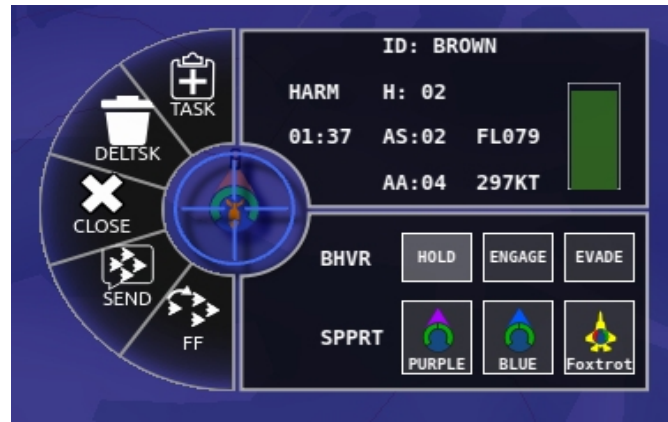 ID: BROWN
HARM H: 02
01:37 AS:02 FL079
AA:04 297KT
TASK
DELTSK
CLOSE
SEND
FF
BHVR HOLD ENGAGE EVADE
SPPRT PURPLE BLUE Foxtrot